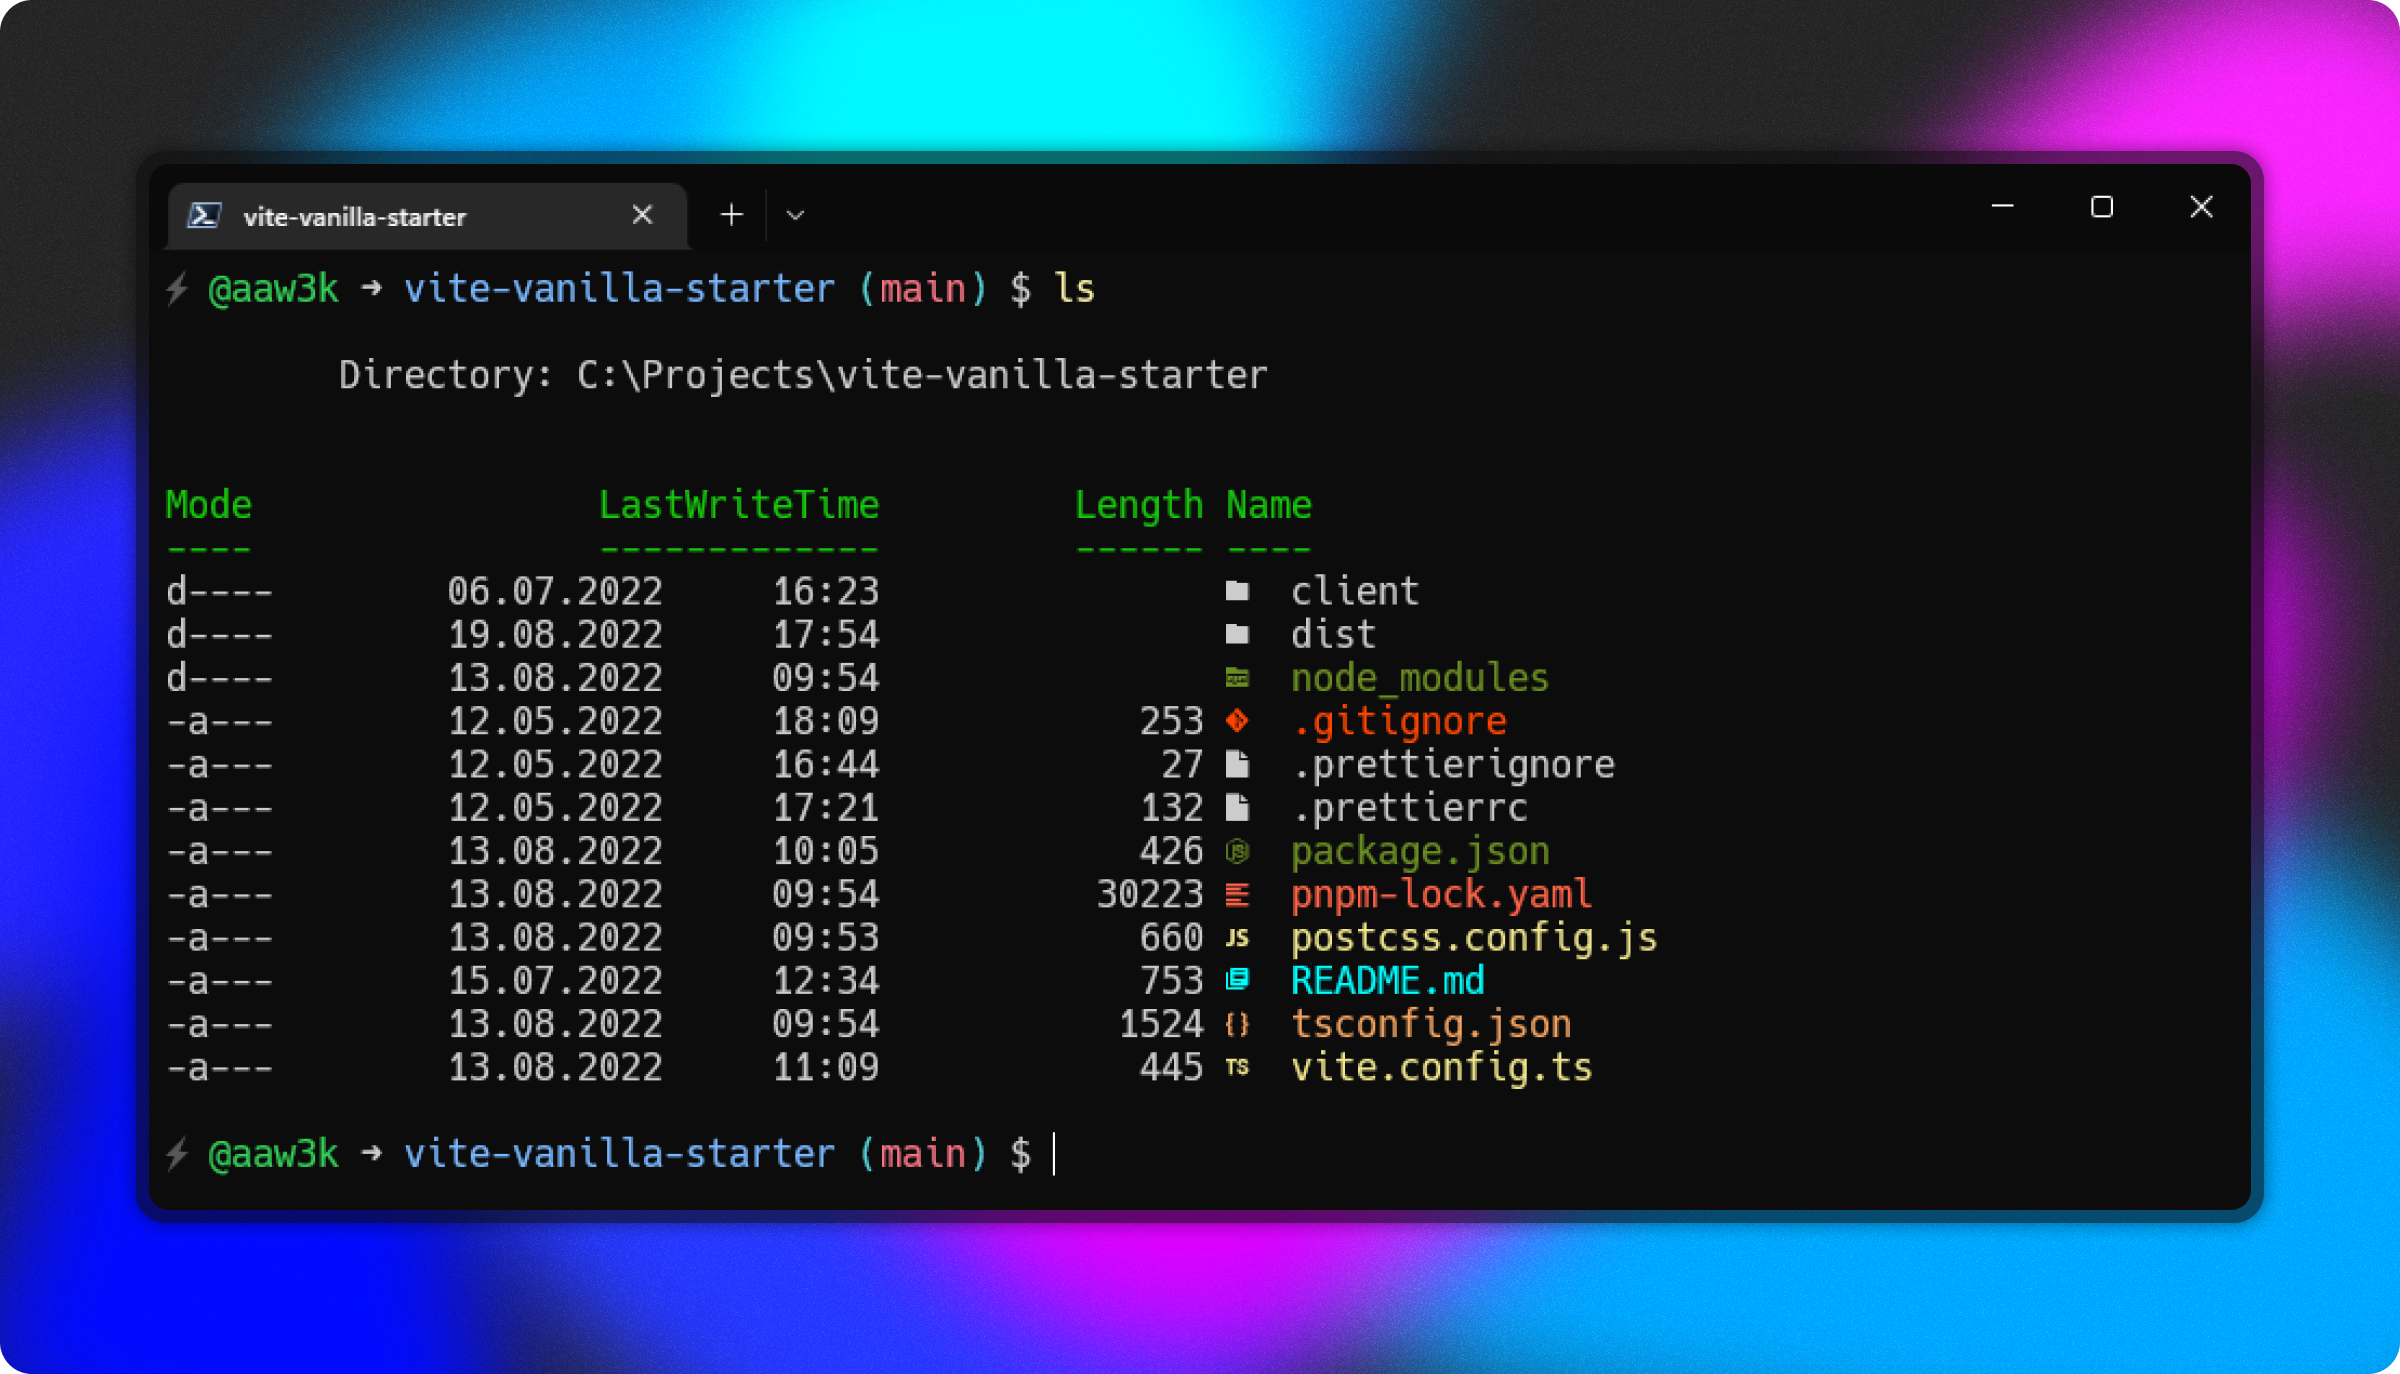 vite-vanilla-starter
@aaw3k → vite-vanilla-starter (main) $ ls
Directory: C:\Projects\vite-vanilla-starter
Mode LastWriteTime Length Name
---- ------------- ------ ----
d---- 06.07.2022 16:23 client
d---- 19.08.2022 17:54 dist
d---- 13.08.2022 09:54 node_modules
-a--- 12.05.2022 18:09 253 .gitignore
-a--- 12.05.2022 16:44 27 .prettierignore
-a--- 12.05.2022 17:21 132 .prettierrc
-a--- 13.08.2022 10:05 426 package.json
-a--- 13.08.2022 09:54 30223 pnpm-lock.yaml
-a--- 13.08.2022 09:53 660 JS postcss.config.js
-a--- 15.07.2022 12:34 753 README.md
-a--- 13.08.2022 09:54 1524 {} tsconfig.json
-a--- 13.08.2022 11:09 445 TS vite.config.ts
@aaw3k → vite-vanilla-starter (main) $